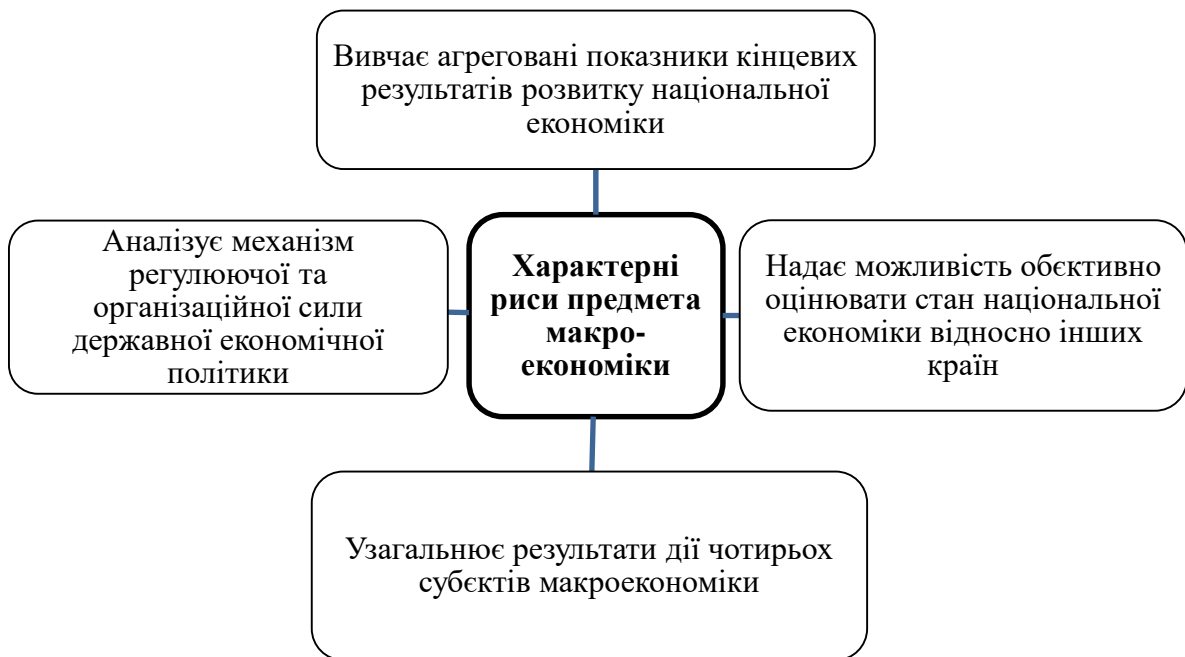 Вивчає агреговані показники кінцевих
результатів розвитку національної
економіки
Аналізує механізм
регулюючої та
організаційної сили
державної економічної
політики
Характерні
риси предмета
макро-
економіки
Надає можливість обєктивно
оцінювати стан національної
економіки відносно інших
країн
Узагальнює результати дії чотирьох
субєктів макроекономіки